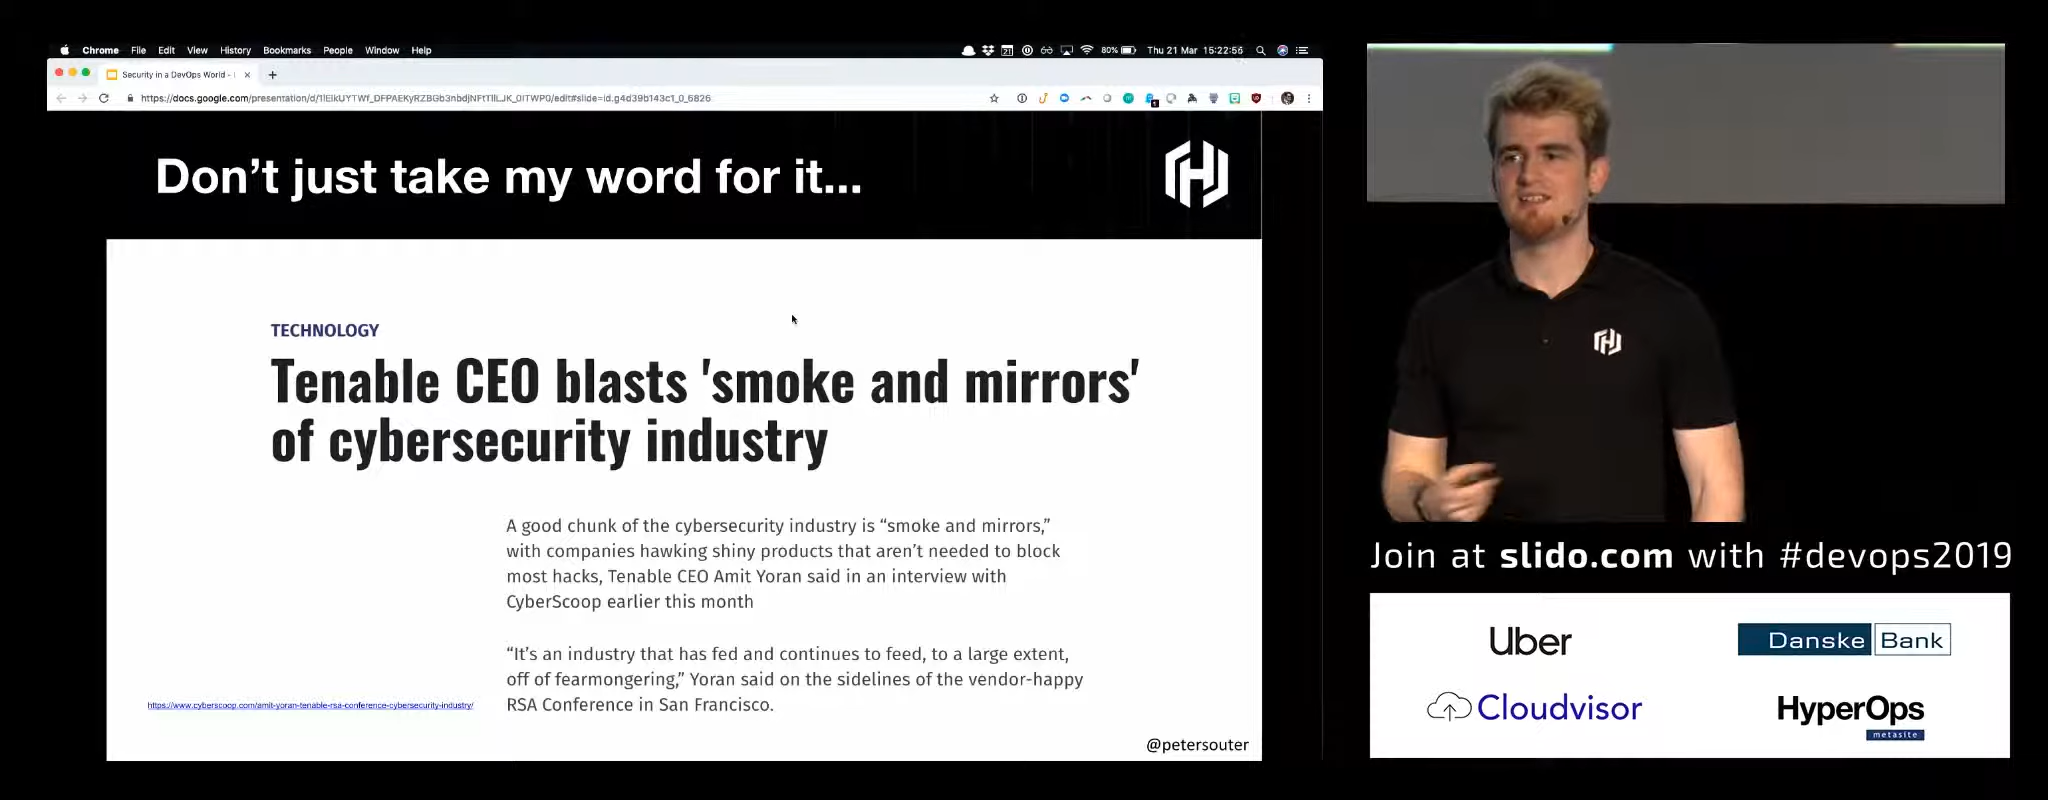 Chrome File Edit View History Bookmarks People Window Help
80% Thu 21 Mar 15:22:56
Security in a DevOps World -
Don’t just take my word for it...
TECHNOLOGY
Tenable CEO blasts 'smoke and mirrors'
of cybersecurity industry
A good chunk of the cybersecurity industry is “smoke and mirrors,”
with companies hawking shiny products that aren’t needed to block
most hacks, Tenable CEO Amit Yoran said in an interview with
CyberScoop earlier this month
“It’s an industry that has fed and continues to feed, to a large extent,
off of fearmongering,” Yoran said on the sidelines of the vendor-happy
RSA Conference in San Francisco.
https://www.cyberscoop.com/amit-yoran-tenable-rsa-conference-cybersecurity-industry/
@petersouter
Join at slido.com with #devops2019
Uber
Danske Bank
Cloudvisor
HyperOps
metasite